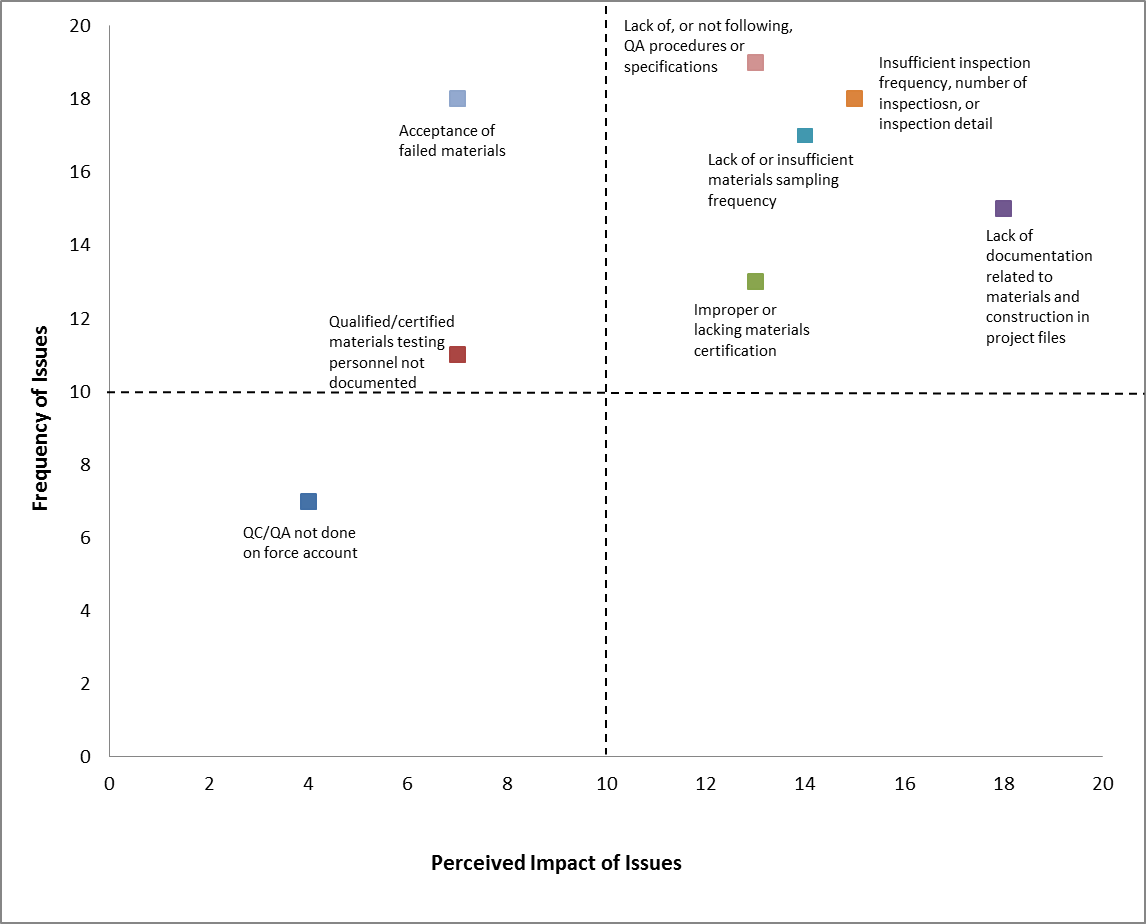 20
18
16
14
12
10
8
6
4
2
0
Frequency of Issues
Lack of, or not following,
QA procedures or
specifications
Insufficient inspection
frequency, number of
inspectiosn, or
inspection detail
Acceptance of
failed materials
Lack of or insufficient
materials sampling
frequency
Lack of
documentation
related to
materials and
construction in
project files
Improper or
lacking materials
certification
Qualified/certified
materials testing
personnel not
documented
QC/QA not done
on force account
0 2 4 6 8 10 12 14 16 18 20
Perceived Impact of Issues